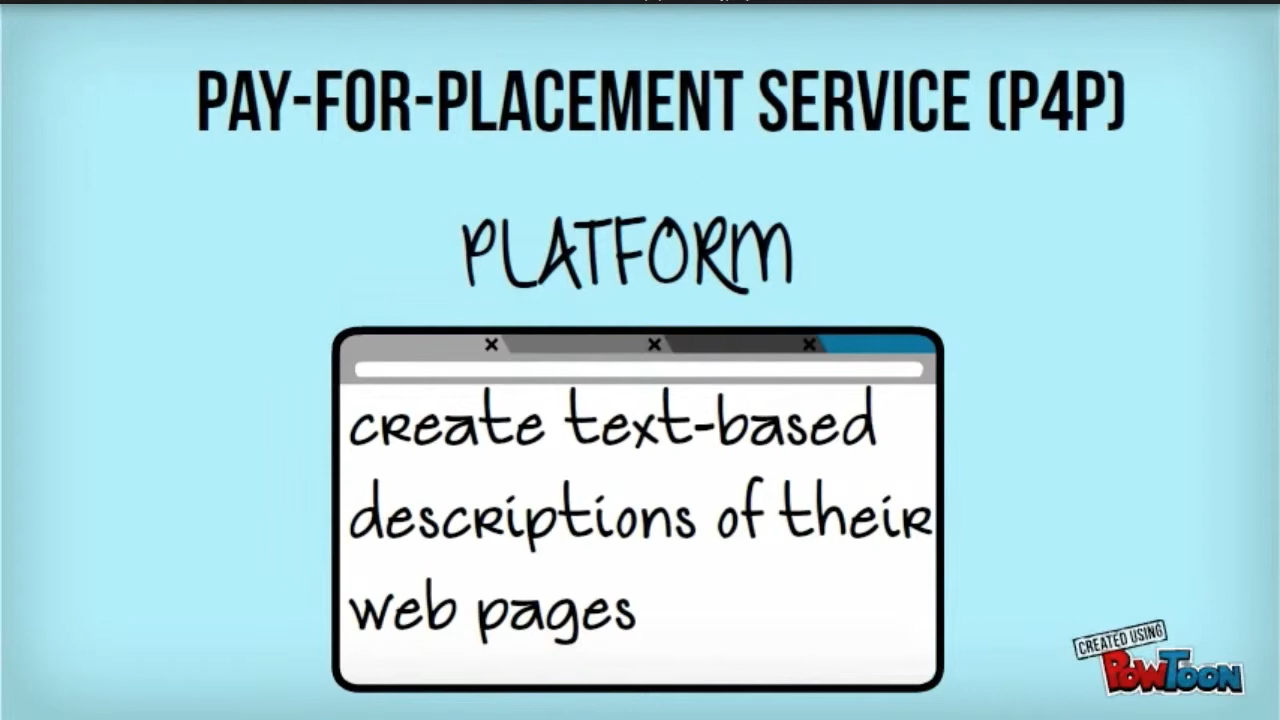 PAY-FOR-PLACEMENT SERVICE (P4P)
PLATFORM
create text-based
descriptions of their
web pages
CREATED USING
POWTOON